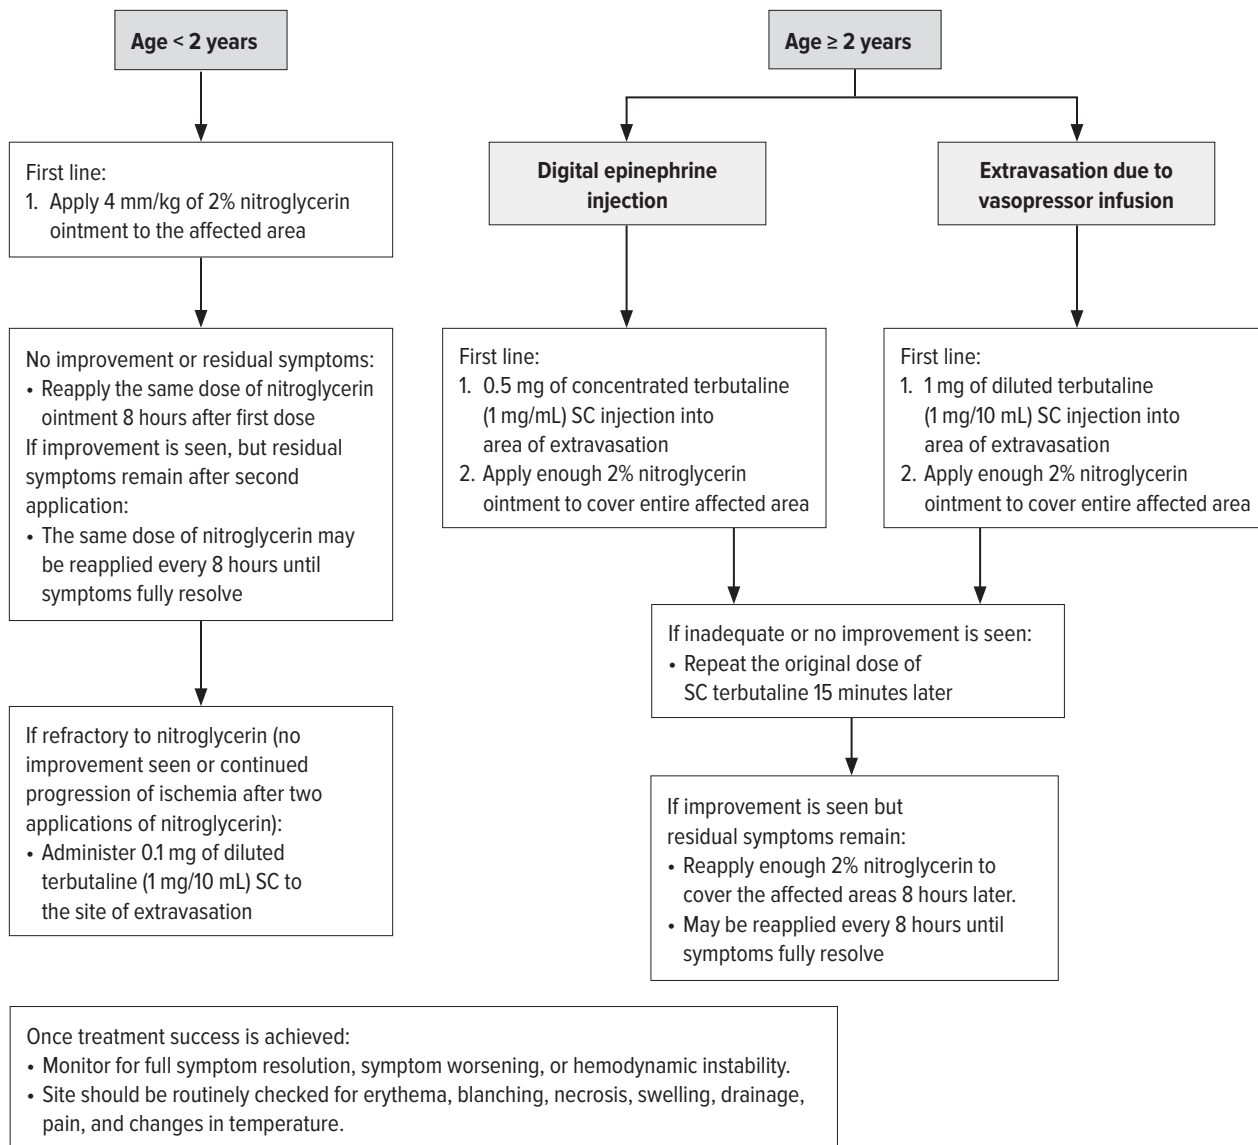 Age < 2 years
First line:
1. Apply 4 mm/kg of 2% nitroglycerin
ointment to the affected area
No improvement or residual symptoms:
• Reapply the same dose of nitroglycerin
ointment 8 hours after first dose
If improvement is seen, but residual
symptoms remain after second
application:
• The same dose of nitroglycerin may
be reapplied every 8 hours until
symptoms fully resolve
If refractory to nitroglycerin (no
improvement seen or continued
progression of ischemia after two
applications of nitroglycerin):
• Administer 0.1 mg of diluted
terbutaline (1 mg/10 mL) SC to
the site of extravasation
Age ≥ 2 years
Digital epinephrine
injection
First line:
1. 0.5 mg of concentrated terbutaline
(1 mg/mL) SC injection into
area of extravasation
2. Apply enough 2% nitroglycerin
ointment to cover entire affected area
Extravasation due to
vasopressor infusion
First line:
1. 1 mg of diluted terbutaline
(1 mg/10 mL) SC injection into
area of extravasation
2. Apply enough 2% nitroglycerin
ointment to cover entire affected area
If inadequate or no improvement is seen:
• Repeat the original dose of
SC terbutaline 15 minutes later
If improvement is seen but
residual symptoms remain:
• Reapply enough 2% nitroglycerin to
cover the affected areas 8 hours later.
• May be reapplied every 8 hours until
symptoms fully resolve
Once treatment success is achieved:
• Monitor for full symptom resolution, symptom worsening, or hemodynamic instability.
• Site should be routinely checked for erythema, blanching, necrosis, swelling, drainage,
pain, and changes in temperature.